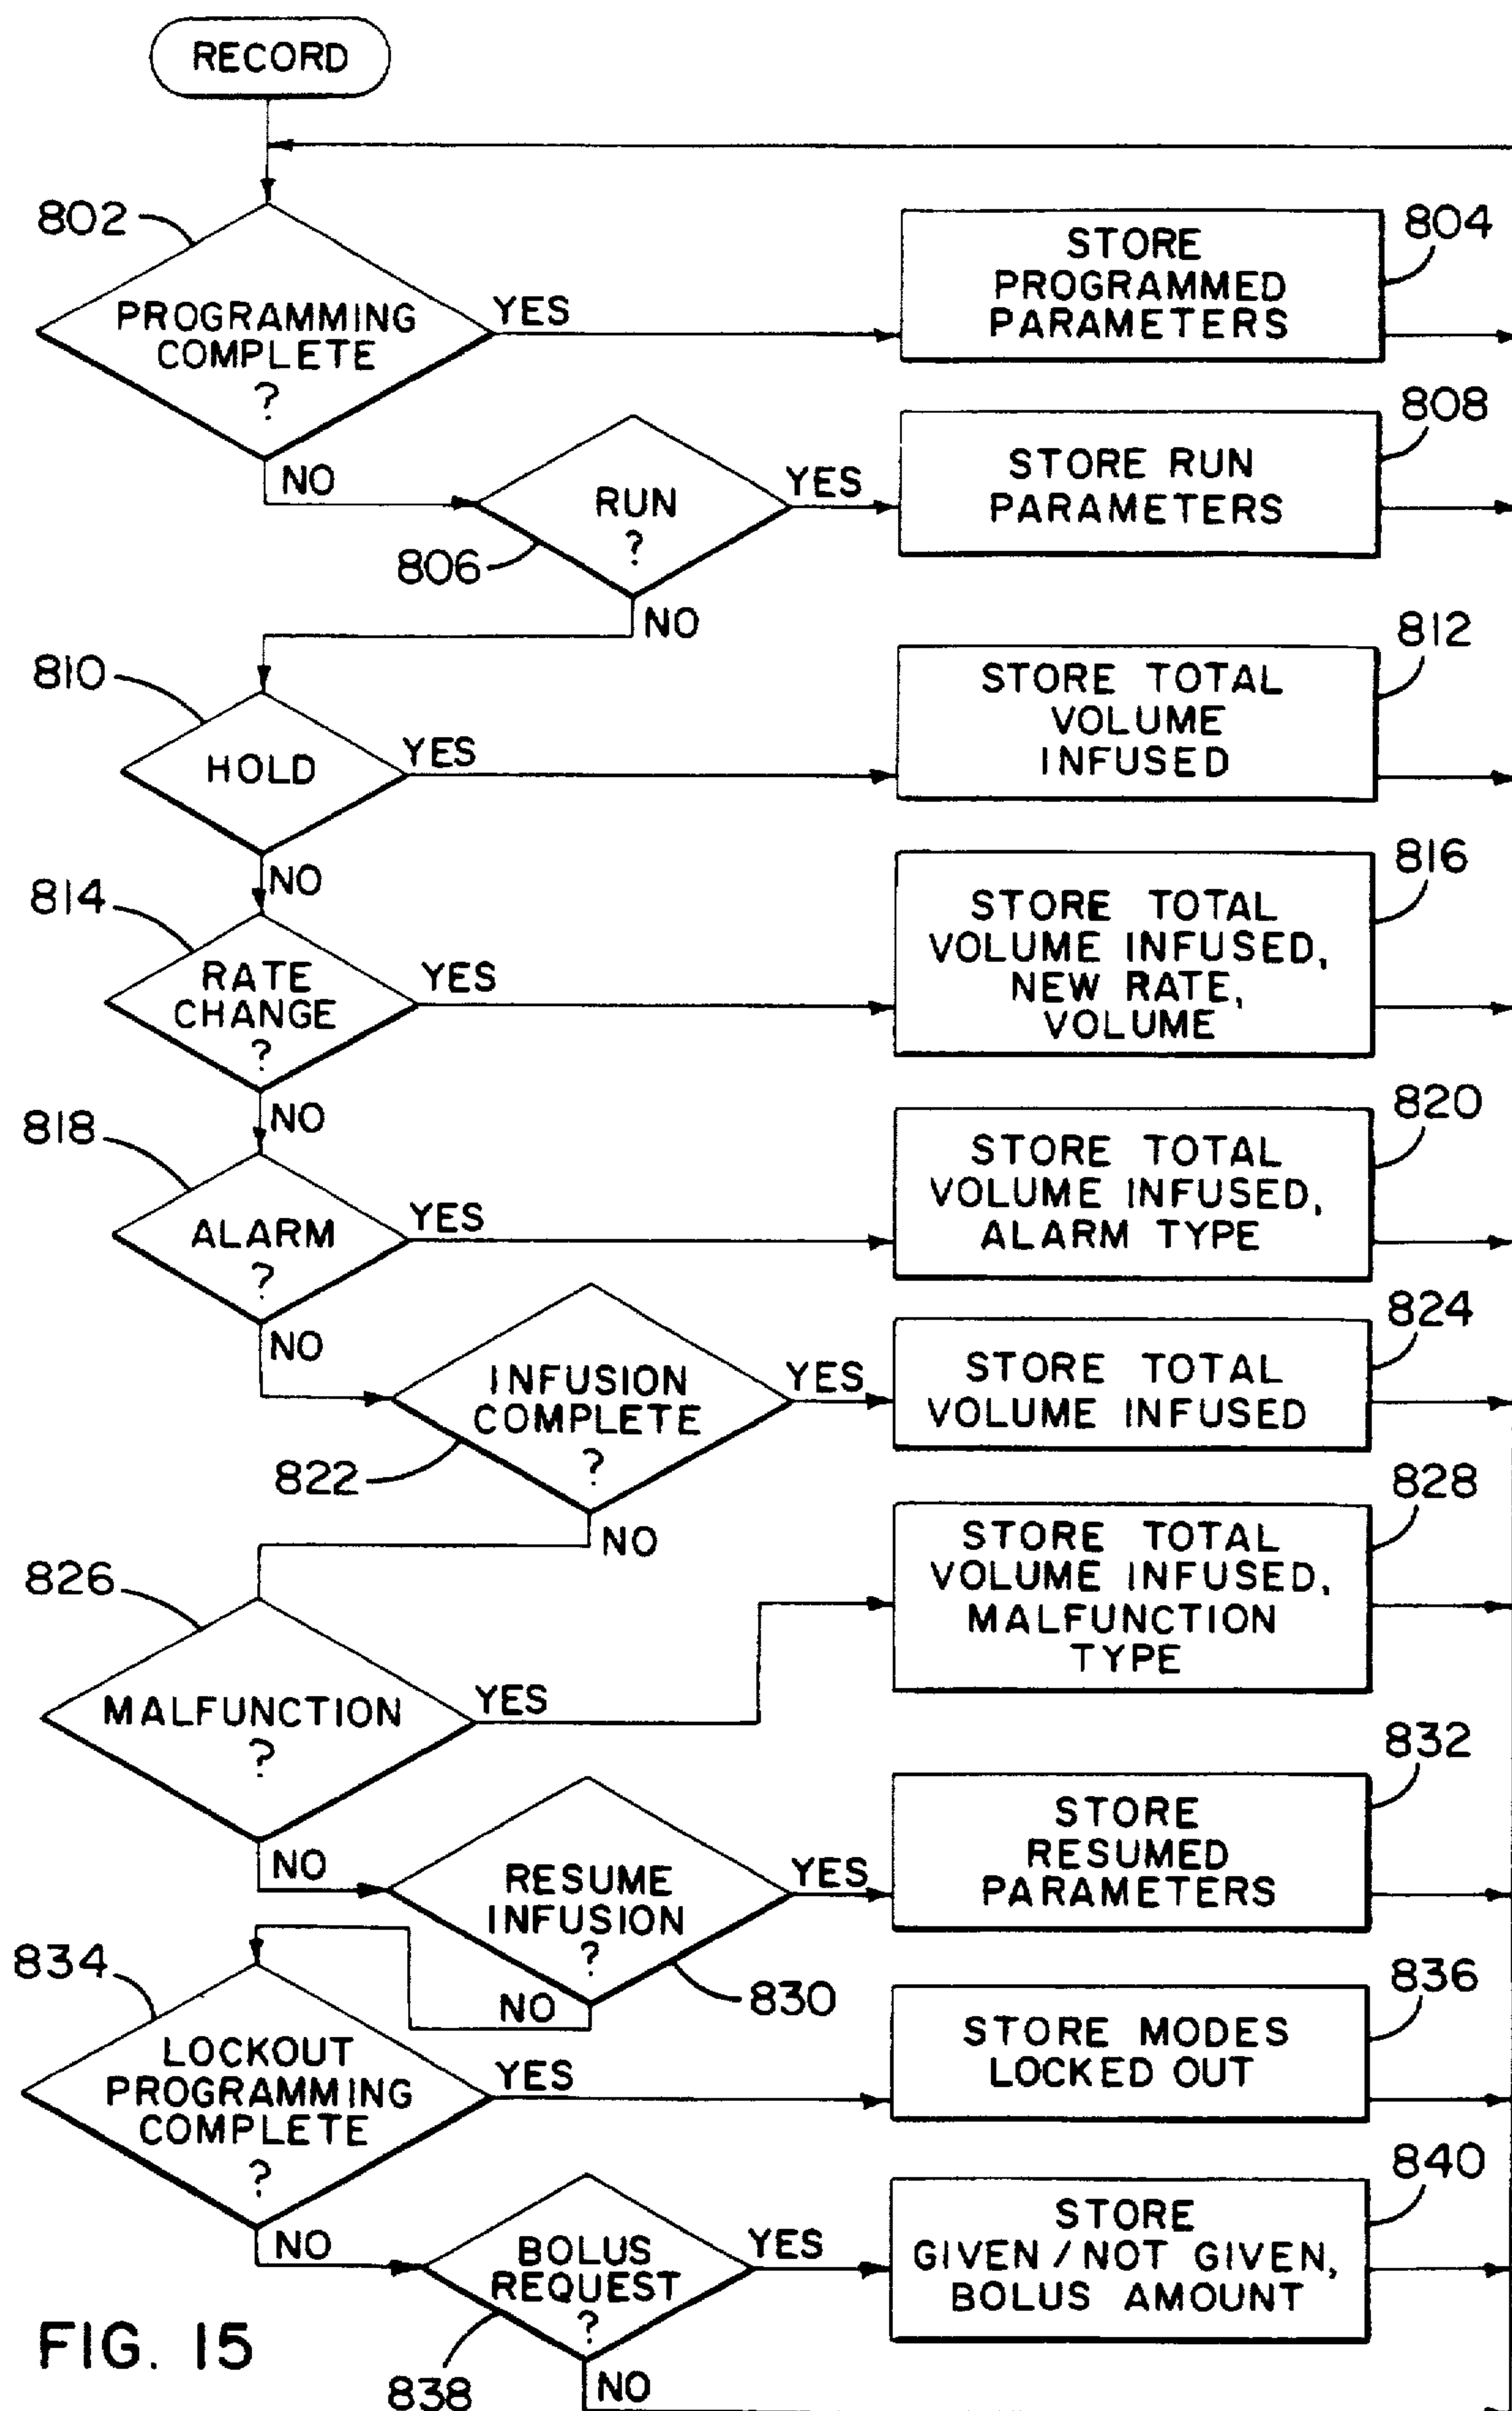 RECORD
802
PROGRAMMING
COMPLETE
?
YES
STORE
PROGRAMMED
PARAMETERS
804
NO
RUN
?
806
YES
STORE RUN
PARAMETERS
808
NO
810
HOLD
YES
STORE TOTAL
VOLUME
INFUSED
812
NO
814
RATE
CHANGE
?
YES
STORE TOTAL
VOLUME INFUSED,
NEW RATE,
VOLUME
816
NO
818
ALARM
?
YES
STORE TOTAL
VOLUME INFUSED,
ALARM TYPE
820
NO
INFUSION
COMPLETE
?
822
YES
STORE TOTAL
VOLUME INFUSED
824
NO
826
MALFUNCTION
?
YES
STORE TOTAL
VOLUME INFUSED,
MALFUNCTION
TYPE
828
NO
RESUME
INFUSION
?
830
YES
STORE
RESUMED
PARAMETERS
832
NO
834
LOCKOUT
PROGRAMMING
COMPLETE
?
YES
STORE MODES
LOCKED OUT
836
NO
BOLUS
REQUEST
?
838
YES
STORE
GIVEN / NOT GIVEN,
BOLUS AMOUNT
840
NO
FIG. 15